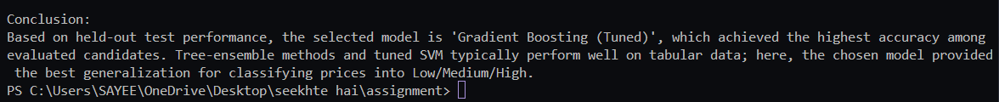 Conclusion:
Based on held-out test performance, the selected model is 'Gradient Boosting (Tuned)', which achieved the highest accuracy among
evaluated candidates. Tree-ensemble methods and tuned SVM typically perform well on tabular data; here, the chosen model provided
 the best generalization for classifying prices into Low/Medium/High.
PS C:\Users\SAYEE\OneDrive\Desktop\seekhte hai\assignment>